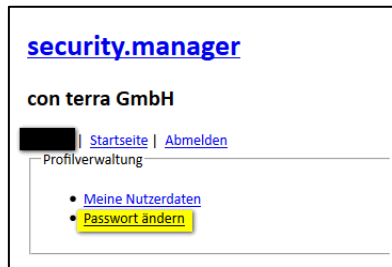 security.manager
con terra GmbH
| Startseite | Abmelden
Profilverwaltung
• Meine Nutzerdaten
• Passwort ändern